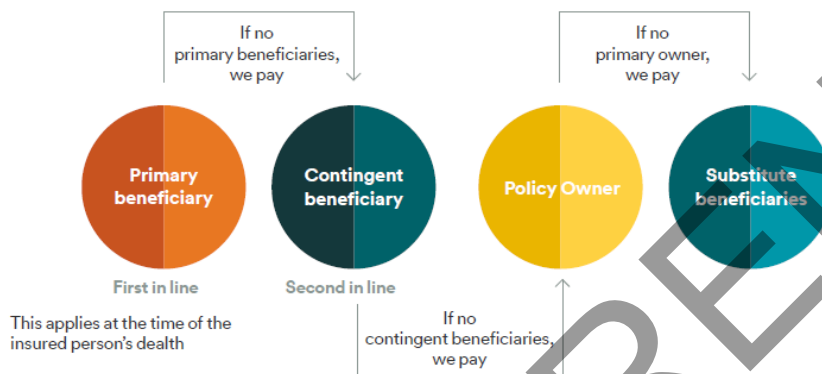 If no
primary beneficiaries,
we pay
If no
primary owner,
we pay
Primary
beneficiary
Contingent
beneficiary
Policy Owner
Substitute
beneficiaries
First in line
Second in line
This applies at the time of the
insured person's dealth
If no
contingent beneficiaries,
we pay